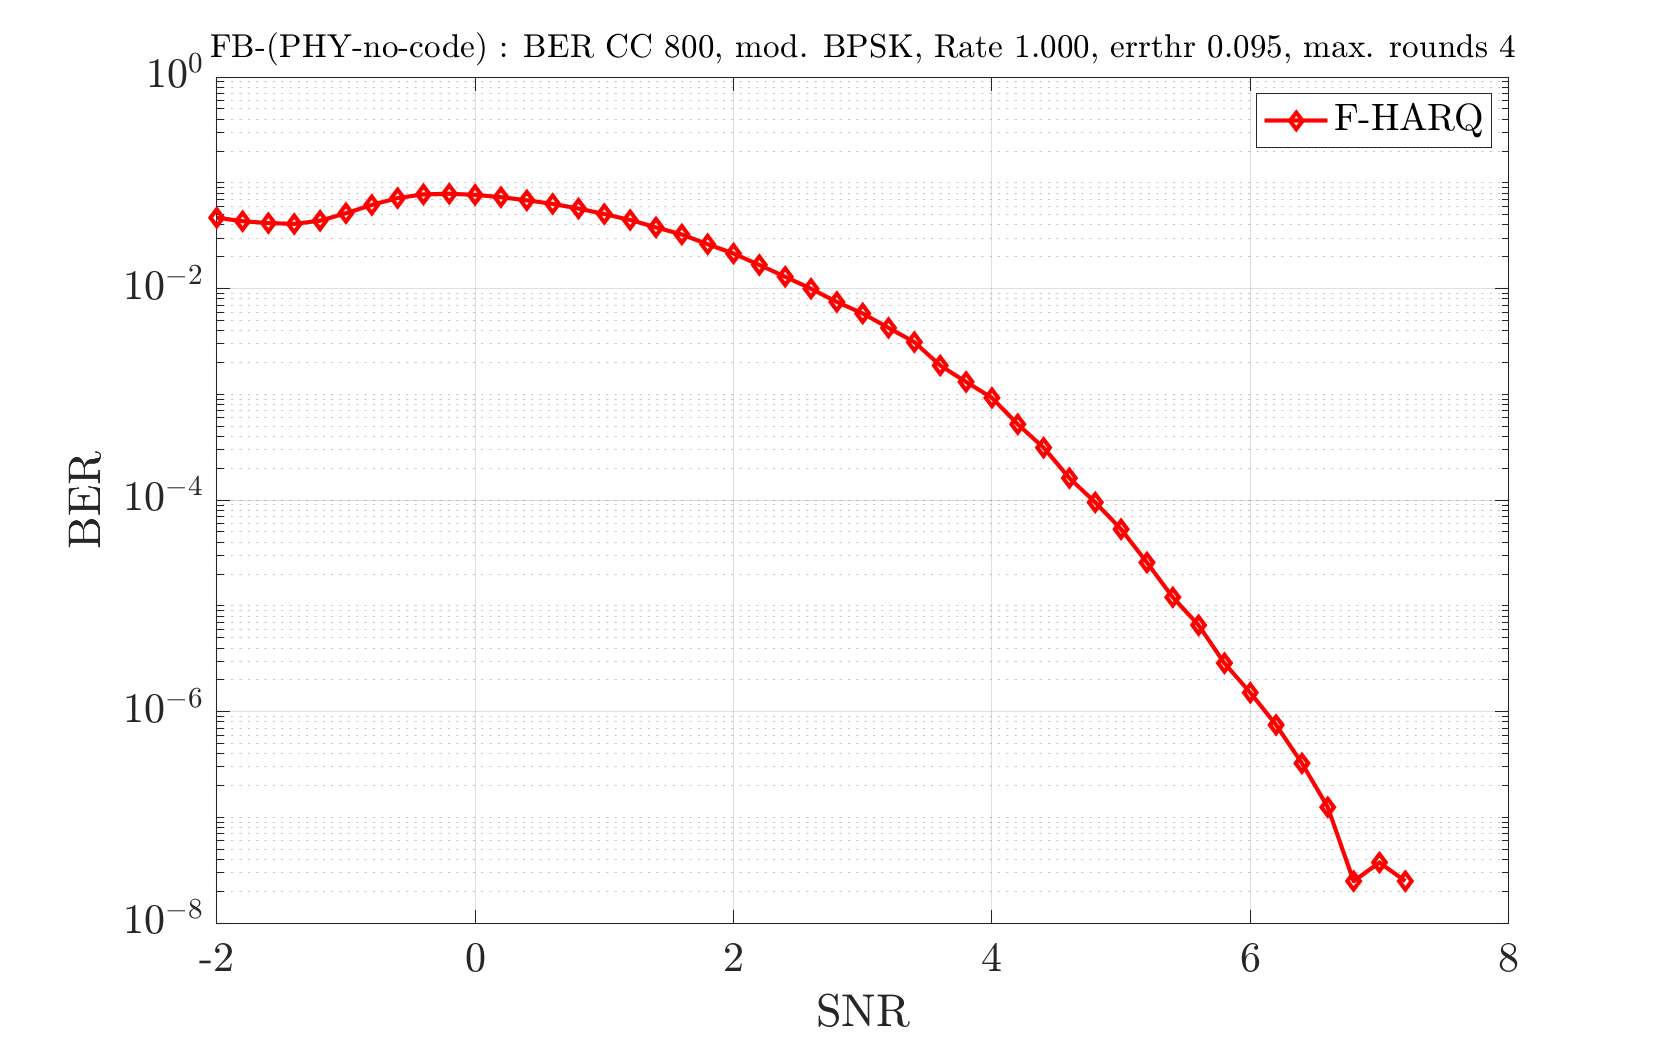 FB-(PHY-no-code) : BER CC 800, mod. BPSK, Rate 1.000, errthr 0.095, max. rounds 4
F-HARQ
10^0
10^-2
10^-4
10^-6
10^-8
BER
-2 0 2 4 6 8
SNR